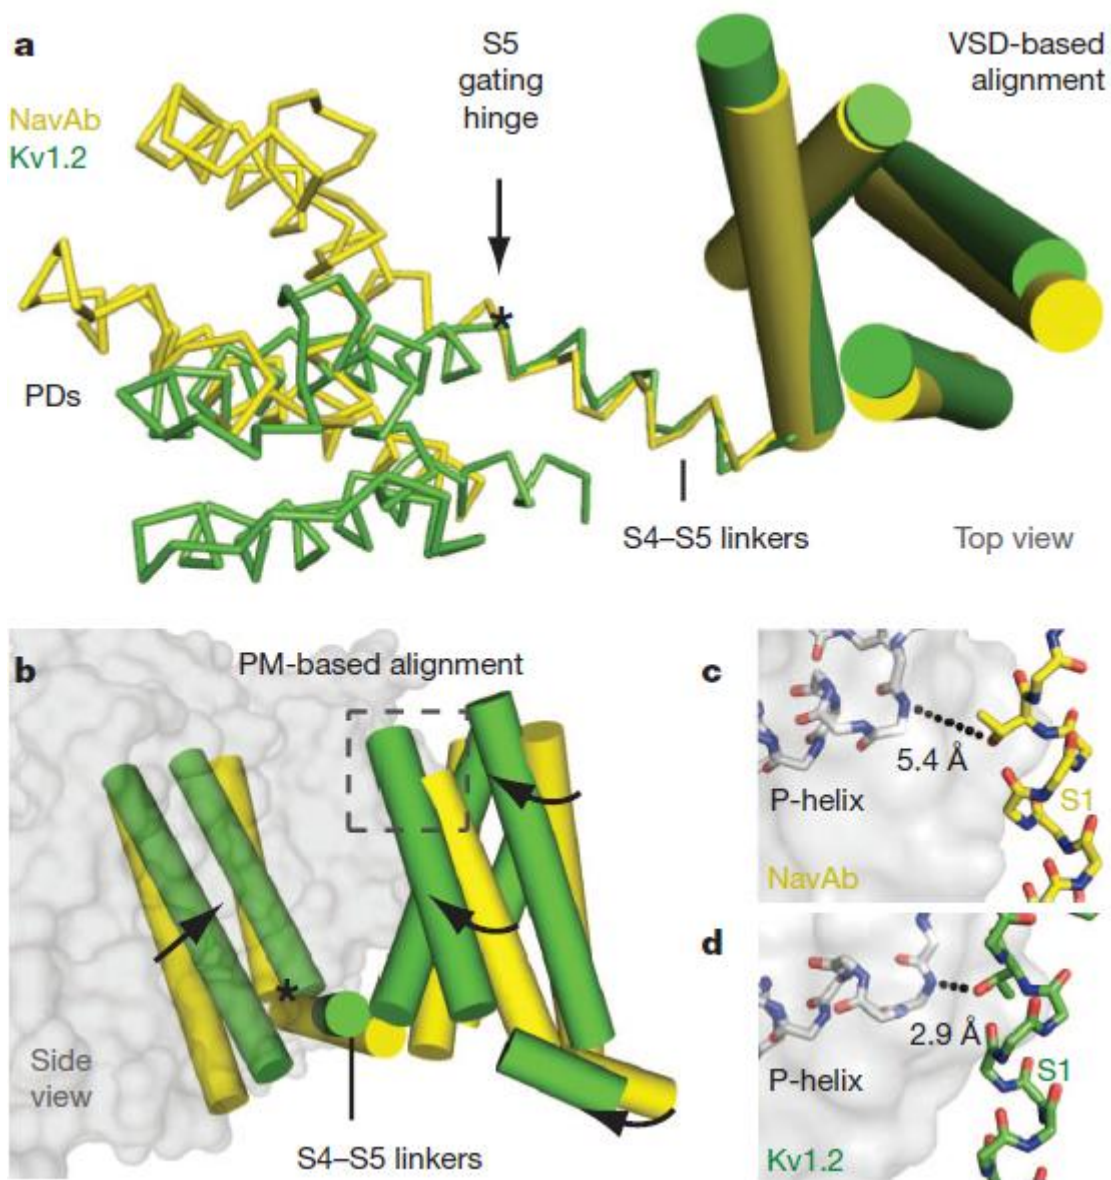 a
S5
gating
hinge
VSD-based
alignment
NavAb
Kv1.2
*
PDs
S4–S5 linkers
Top view
b
PM-based alignment
*
Side
view
S4–S5 linkers
c
5.4 Å
P-helix
S1
NavAb
d
2.9 Å
P-helix
S1
Kv1.2